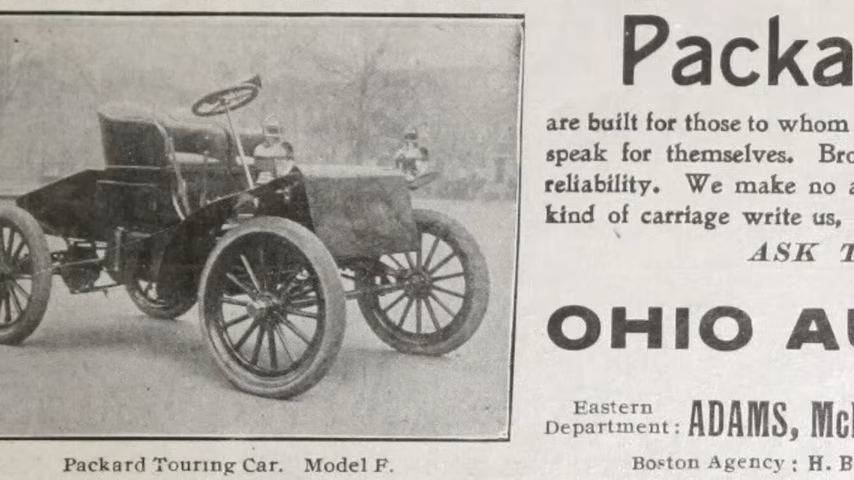 Packa
are built for those to whom
speak for themselves. Bro
reliability. We make no a
kind of carriage write us,
ASK T
OHIO AU
Eastern
Department: ADAMS, McK
Boston Agency: H. B
Packard Touring Car. Model F.